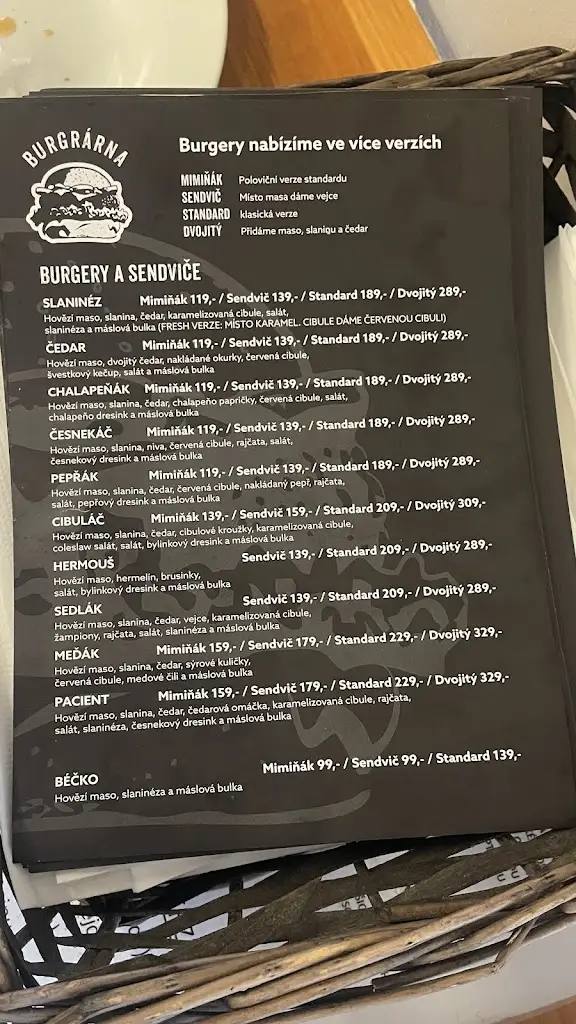 BURGRÁRNA
Burgery nabízíme ve více verzích
MIMIŇÁK Poloviční verze standardu
SENDVIČ Místo masa dáme vejce
STANDARD klasická verze
DVOJITÝ Přidáme maso, slaniqu a čedar
BURGERY A SENDVIČE
SLANINÉZ Mimiňák 119,- / Sendvič 139,- / Standard 189,- / Dvojitý 289,-
Hovězí maso, slanina, čedar, karamelizovaná cibule, salát,
slaninéza a máslová bulka (FRESH VERZE: MÍSTO KARAMEL. CIBULE DÁME ČERVENOU CIBULI)
ČEDAR Mimiňák 119,- / Sendvič 139,- / Standard 189,- / Dvojitý 289,-
Hovězí maso, dvojitý čedar, nakládané okurky, červená cibule,
švestkový kečup, salát a máslová bulka
CHALAPEŇÁK Mimiňák 119,- / Sendvič 139,- / Standard 189,- / Dvojitý 289,-
Hovězí maso, slanina, čedar, chalapeňo papričky, červená cibule, salát,
chalapeňo dresink a máslová bulka
ČESNEKÁČ Mimiňák 119,- / Sendvič 139,- / Standard 189,- / Dvojitý 289,-
Hovězí maso, slanina, niva, červená cibule, rajčata, salát,
česnekový dresink a máslová bulka
PEPŘÁK Mimiňák 119,- / Sendvič 139,- / Standard 189,- / Dvojitý 289,-
Hovězí maso, slanina, čedar, červená cibule, nakládaný pepř, rajčata,
salát, pepřový dresink a máslová bulka
CIBULÁČ Mimiňák 139,- / Sendvič 159,- / Standard 209,- / Dvojitý 309,-
Hovězí maso, slanina, čedar, cibulové kroužky, karamelizovaná cibule,
coleslaw salát, salát, bylinkový dresink a máslová bulka
HERMOUŠ Sendvič 139,- / Standard 209,- / Dvojitý 289,-
Hovězí maso, hermelín, brusinky,
salát, bylinkový dresink a máslová bulka
SEDLÁK Sendvič 139,- / Standard 209,- / Dvojitý 289,-
Hovězí maso, slanina, čedar, vejce, karamelizovaná cibule,
žampiony, rajčata, salát, slaninéza a máslová bulka
MEĎÁK Mimiňák 159,- / Sendvič 179,- / Standard 229,- / Dvojitý 329,-
Hovězí maso, slanina, čedar, sýrové kuličky,
červená cibule, medové čili a máslová bulka
PACIENT Mimiňák 159,- / Sendvič 179,- / Standard 229,- / Dvojitý 329,-
Hovězí maso, slanina, čedar, čedarová omáčka, karamelizovaná cibule, rajčata,
salát, slaninéza, česnekový dresink a máslová bulka
BÉČKO Mimiňák 99,- / Sendvič 99,- / Standard 139,-
Hovězí maso, slaninéza a máslová bulka